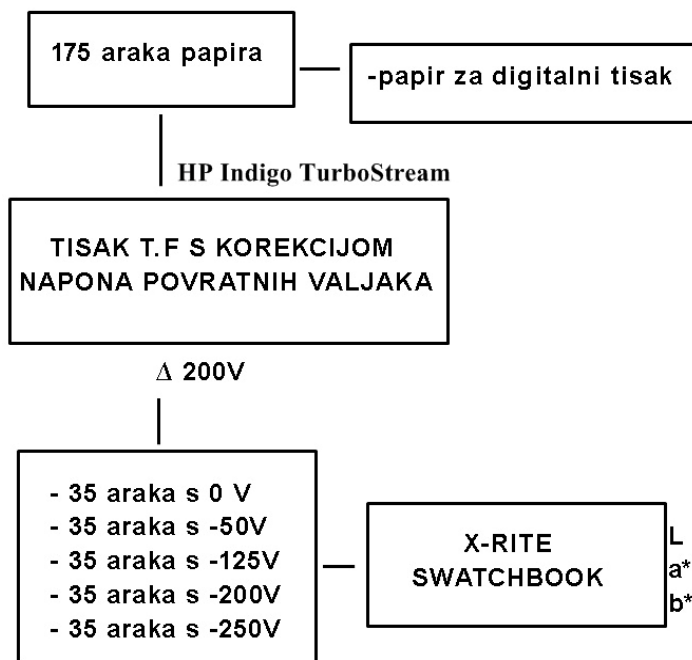 175 araka papira
-papir za digitalni tisak
HP Indigo TurboStream
TISAK T.F S KOREKCIJOM
NAPONA POVRATNIH VALJAKA
Δ 200V
- 35 araka s 0 V
- 35 araka s -50V
- 35 araka s -125V
- 35 araka s -200V
- 35 araka s -250V
X-RITE
SWATCHBOOK
L
a*
b*